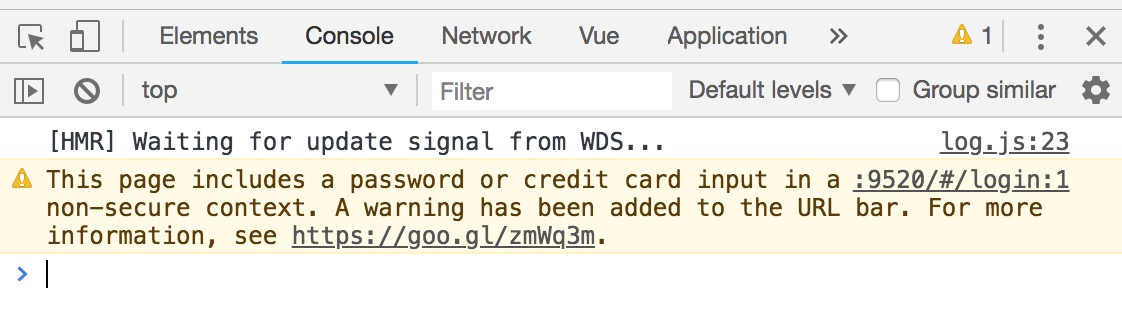 Elements Console Network Vue Application » 1
top Filter Default levels Group similar
[HMR] Waiting for update signal from WDS... log.js:23
This page includes a password or credit card input in a :9520/#/login:1
non-secure context. A warning has been added to the URL bar. For more
information, see https://goo.gl/zmWq3m.